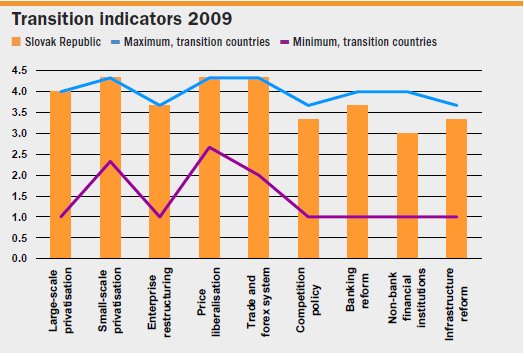 Transition indicators 2009
Slovak Republic
Maximum, transition countries
Minimum, transition countries
4.5
4.0
3.5
3.0
2.5
2.0
1.5
1.0
0.5
0.0
Large-scale
privatisation
Small-scale
privatisation
Enterprise
restructuring
Price
liberalisation
Trade and
forex system
Competition
policy
Banking
reform
Non-bank
financial
institutions
Infrastructure
reform